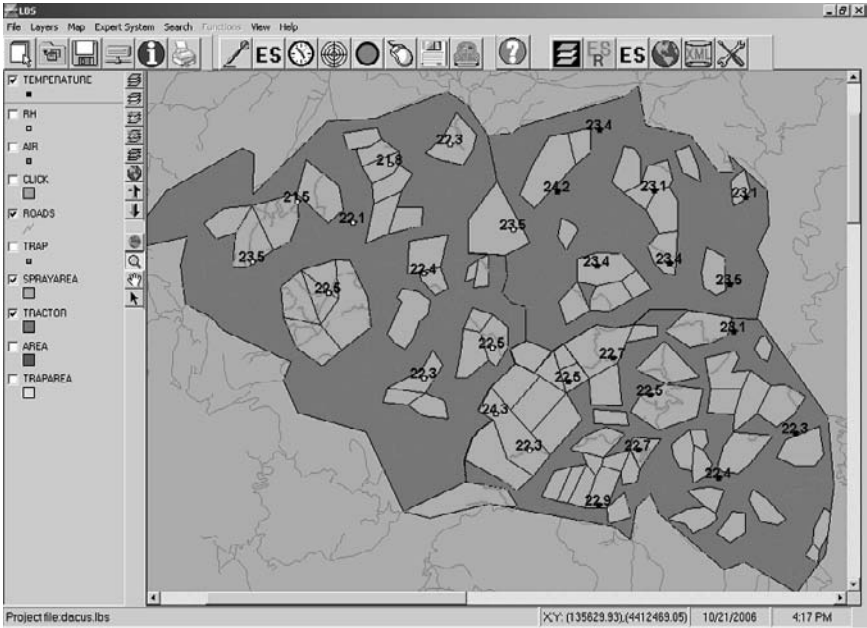 LBS
File Layers Map Expert System Search Functions View Help
ES ES R ES XML
TEMPERATURE
RH
AIR
CLICK
ROADS
TRAP
SPRAYAREA
TRACTOR
AREA
TRAPAREA
23.4
22.3
21.8
24.2
23.1
23.1
21.5
22.1
23.5
23.5
22.4
23.4
23.4
23.5
22.5
23.1
22.5
22.7
22.3
22.5
22.5
24.3
22.3
22.3
22.7
22.4
22.9
Project file:dacus.lbs
X,Y: (135629.93),(4412469.05)
10/21/2006
4:17 PM